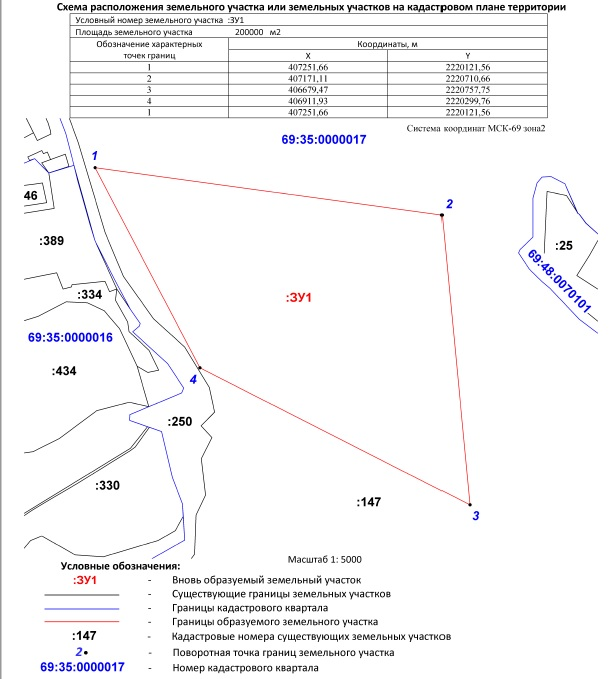 Схема расположения земельного участка или земельных участков на кадастровом плане территории
Условный номер земельного участка :ЗУ1
Площадь земельного участка 200000 м2
Обозначение характерных точек границ Координаты, м
X Y
1 407251,66 2220121,56
2 407171,11 2220710,66
3 406679,47 2220757,75
4 406911,93 2220299,76
1 407251,66 2220121,56
Система координат МСК-69 зона2
69:35:0000017
1
46
2
:389
:25
69:48:0070101
:334
:ЗУ1
69:35:0000016
:434
4
:250
:330
:147
3
Масштаб 1: 5000
Условные обозначения:
:ЗУ1 - Вновь образуемый земельный участок
- Существующие границы земельных участков
- Границы кадастрового квартала
- Границы образуемого земельного участка
:147 - Кадастровые номера существующих земельных участков
2 - Поворотная точка границ земельного участка
69:35:0000017 - Номер кадастрового квартала